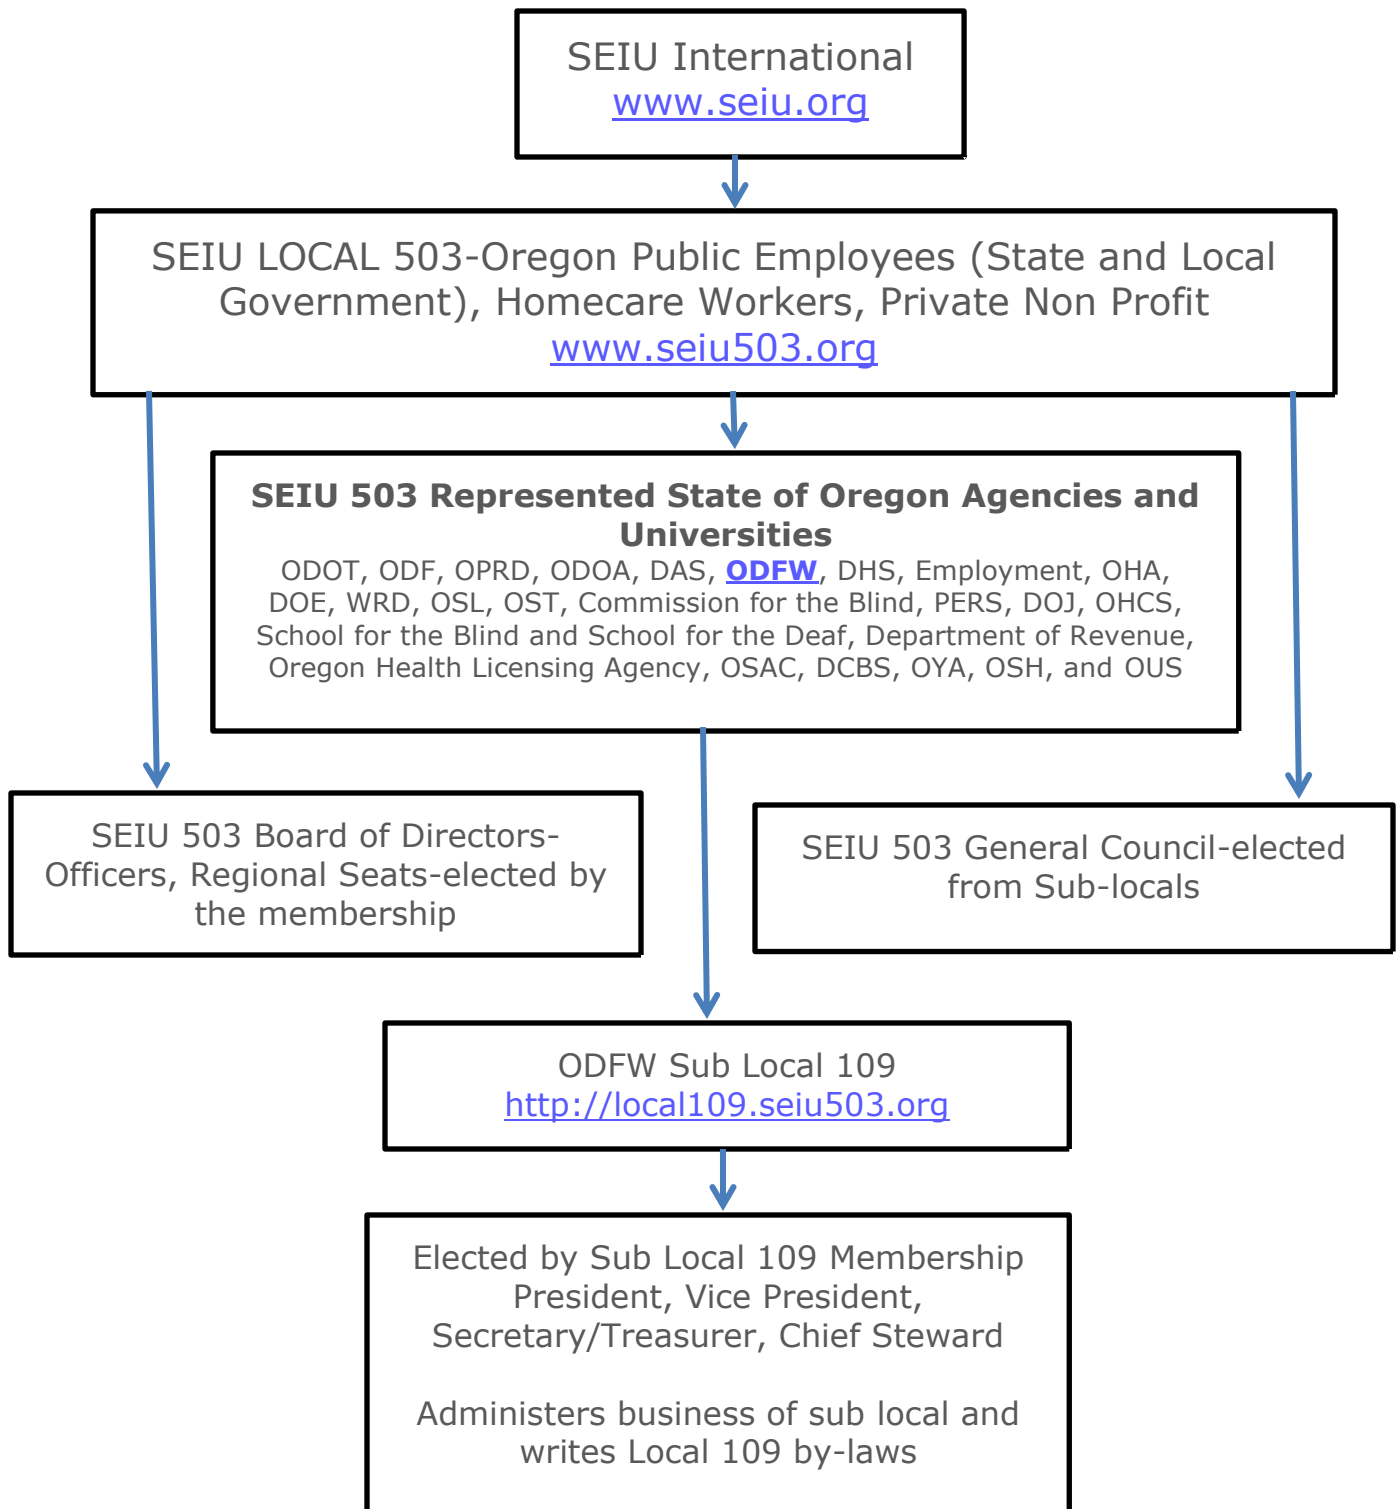 SEIU International
www.seiu.org
SEIU LOCAL 503-Oregon Public Employees (State and Local
Government), Homecare Workers, Private Non Profit
www.seiu503.org
SEIU 503 Represented State of Oregon Agencies and
Universities
ODOT, ODF, OPRD, ODOA, DAS, ODFW, DHS, Employment, OHA,
DOE, WRD, OSL, OST, Commission for the Blind, PERS, DOJ, OHCS,
School for the Blind and School for the Deaf, Department of Revenue,
Oregon Health Licensing Agency, OSAC, DCBS, OYA, OSH, and OUS
SEIU 503 Board of Directors-
Officers, Regional Seats-elected by
the membership
SEIU 503 General Council-elected
from Sub-locals
ODFW Sub Local 109
http://local109.seiu503.org
Elected by Sub Local 109 Membership
President, Vice President,
Secretary/Treasurer, Chief Steward
Administers business of sub local and
writes Local 109 by-laws